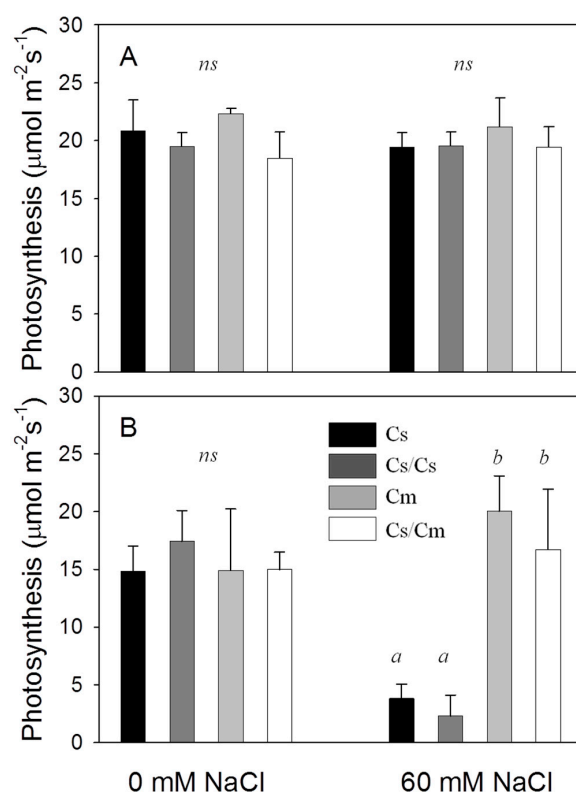 30
25
20
15
10
5
0
Photosynthesis (μmol m⁻²s⁻¹)
A
ns
ns
30
25
20
15
10
5
0
Photosynthesis (μmol m⁻²s⁻¹)
B
ns
Cs
Cs/Cs
Cm
Cs/Cm
a
a
b
b
0 mM NaCl
60 mM NaCl